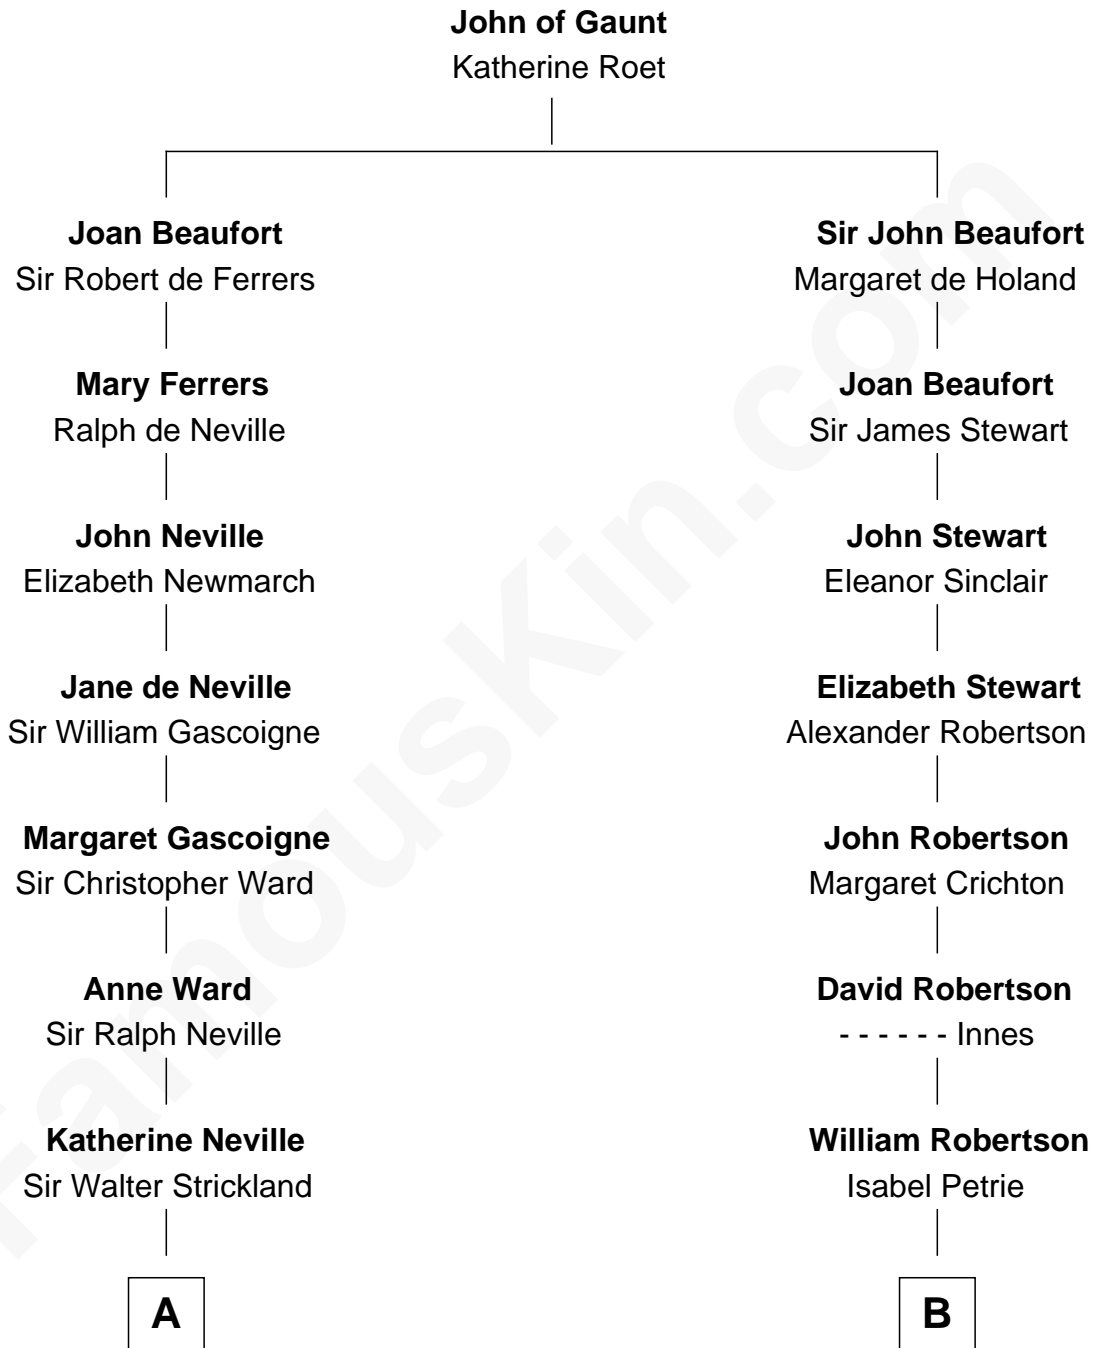 John of Gaunt
Katherine Roet
Joan Beaufort
Sir Robert de Ferrers
Mary Ferrers
Ralph de Neville
John Neville
Elizabeth Newmarch
Jane de Neville
Sir William Gascoigne
Margaret Gascoigne
Sir Christopher Ward
Anne Ward
Sir Ralph Neville
Katherine Neville
Sir Walter Strickland
A
Sir John Beaufort
Margaret de Holand
Joan Beaufort
Sir James Stewart
John Stewart
Eleanor Sinclair
Elizabeth Stewart
Alexander Robertson
John Robertson
Margaret Crichton
David Robertson
- - - - - - Innes
William Robertson
Isabel Petrie
B
FamousKin.com